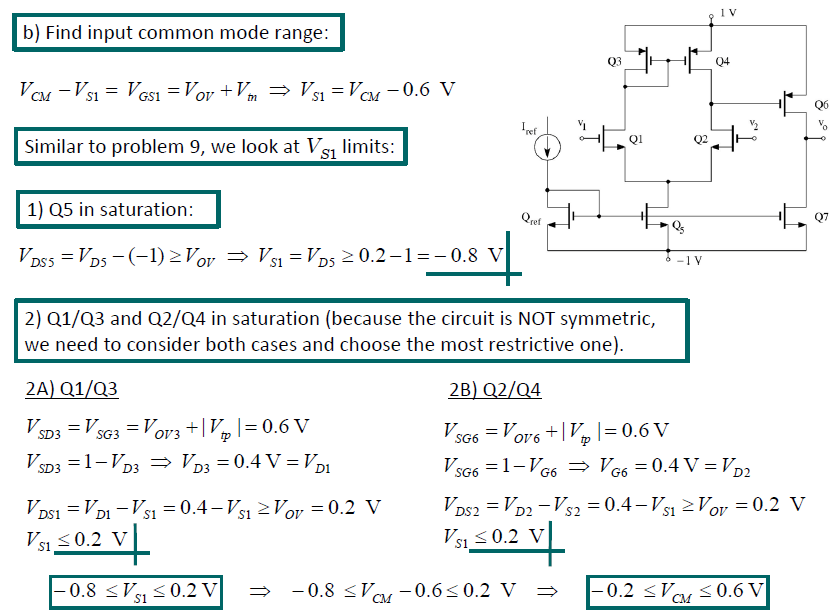 b) Find input common mode range:
V_CM − V_S1 = V_GS1 = V_OV + V_tn ⇒ V_S1 = V_CM − 0.6 V
Similar to problem 9, we look at V_S1 limits:
1) Q5 in saturation:
V_DS5 = V_D5 − (−1) ≥ V_OV ⇒ V_S1 = V_D5 ≥ 0.2 − 1 = − 0.8 V
1 V
Q3
Q4
Q6
I_ref
v_1
Q1
Q2
v_2
v_o
Q_ref
Q_5
Q7
−1 V
2) Q1/Q3 and Q2/Q4 in saturation (because the circuit is NOT symmetric,
we need to consider both cases and choose the most restrictive one).
2A) Q1/Q3
V_SD3 = V_SG3 = V_OV3 + | V_tp | = 0.6 V
V_SD3 = 1 − V_D3 ⇒ V_D3 = 0.4 V = V_D1
V_DS1 = V_D1 − V_S1 = 0.4 − V_S1 ≥ V_OV = 0.2 V
V_S1 ≤ 0.2 V
2B) Q2/Q4
V_SG6 = V_OV6 + | V_tp | = 0.6 V
V_SG6 = 1 − V_G6 ⇒ V_G6 = 0.4 V = V_D2
V_DS2 = V_D2 − V_S2 = 0.4 − V_S1 ≥ V_OV = 0.2 V
V_S1 ≤ 0.2 V
− 0.8 ≤ V_S1 ≤ 0.2 V ⇒ − 0.8 ≤ V_CM − 0.6 ≤ 0.2 V ⇒ − 0.2 ≤ V_CM ≤ 0.6 V